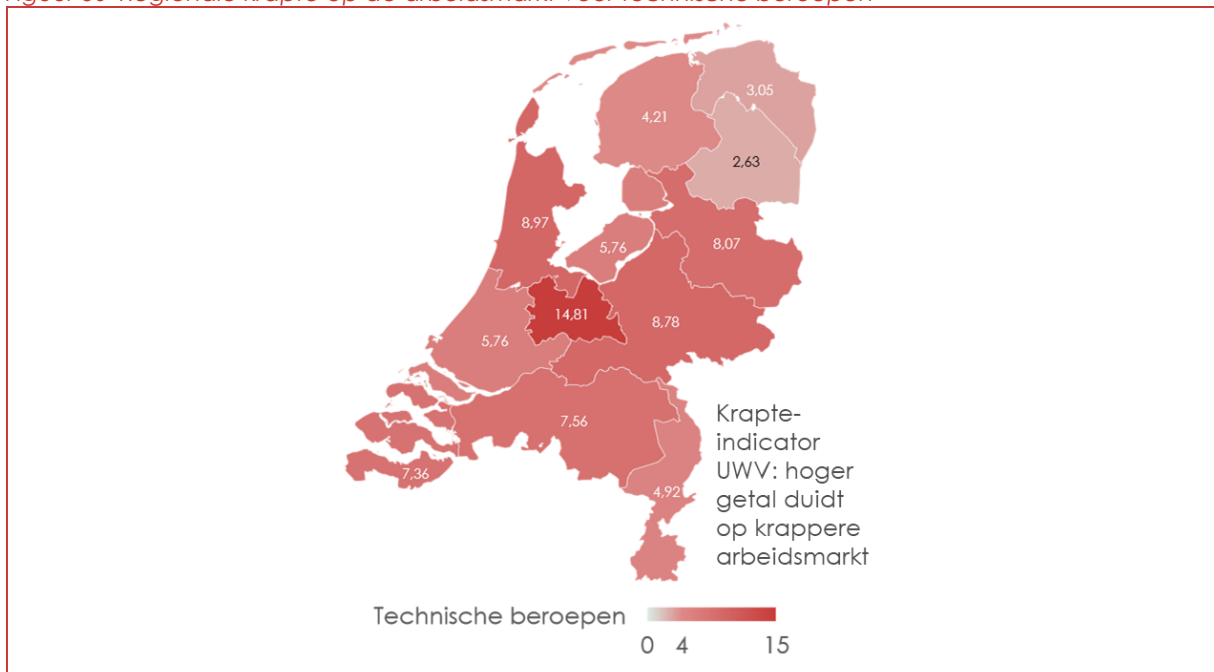 3,05
4,21
2,63
8,97
5,76
8,07
14,81
8,78
5,76
7,56
7,36
4,92
Krapte-
indicator
UWV: hoger
getal duidt
op krappere
arbeidsmarkt
Technische beroepen
0 4 15